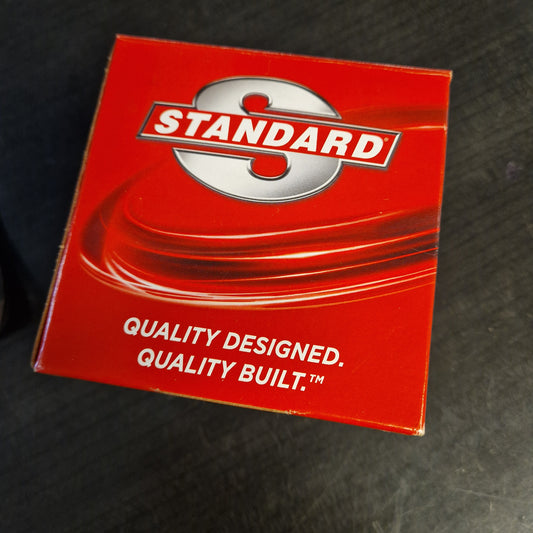 S
STANDARD®
QUALITY DESIGNED.
QUALITY BUILT.™